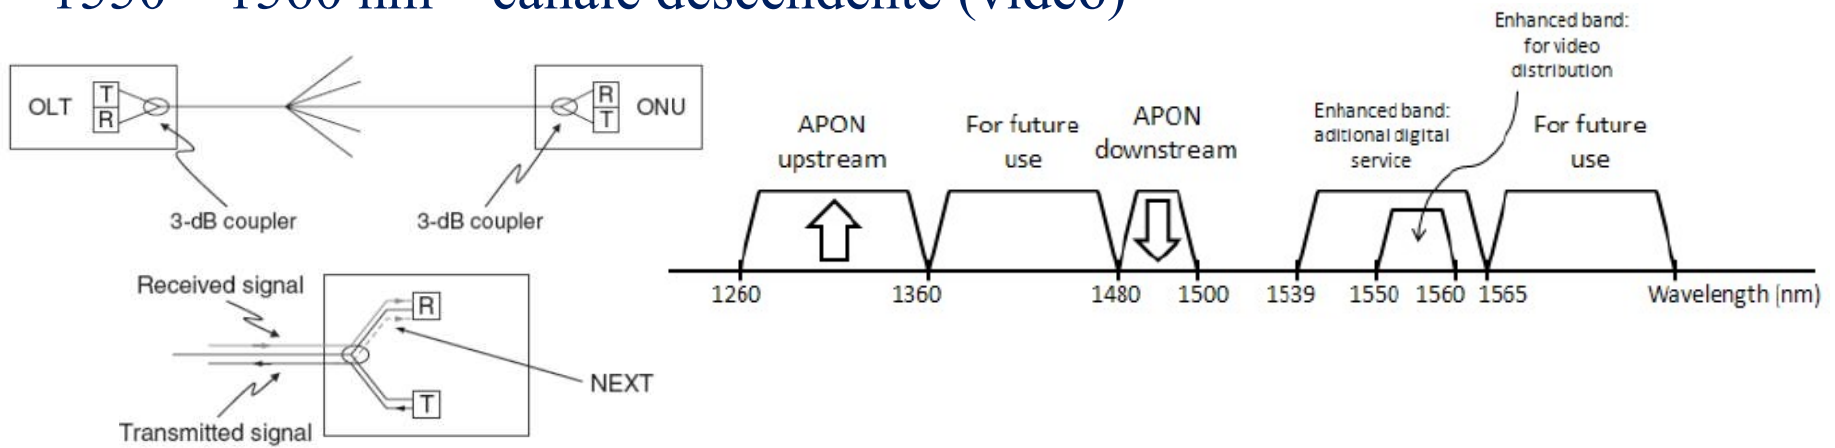 1550 – 1560 nm – canale descendente (video)
OLT
T
R
R
T
ONU
3-dB coupler
3-dB coupler
Received signal
R
NEXT
T
Transmitted signal
Enhanced band:
for video
distribution
APON
upstream
For future
use
APON
downstream
Enhanced band:
aditional digital
service
For future
use
1260
1360
1480
1500
1539
1550
1560
1565
Wavelength (nm)